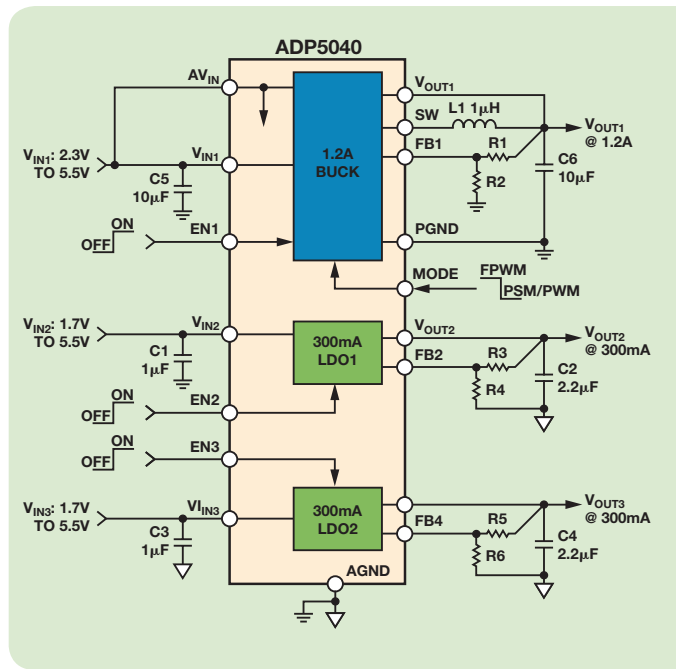 ADP5040
AVIN
VIN1: 2.3V
TO 5.5V
VIN1
C5
10µF
ON
OFF
EN1
VIN2: 1.7V
TO 5.5V
VIN2
C1
1µF
ON
OFF
EN2
ON
OFF
EN3
VIN3: 1.7V
TO 5.5V
VIIN3
C3
1µF
1.2A
BUCK
300mA
LDO1
300mA
LDO2
AGND
VOUT1
SW
L1 1µH
FB1
R1
R2
VOUT1
@ 1.2A
C6
10µF
PGND
MODE
FPWM
PSM/PWM
VOUT2
FB2
R3
R4
VOUT2
@ 300mA
C2
2.2µF
FB4
R5
R6
VOUT3
@ 300mA
C4
2.2µF